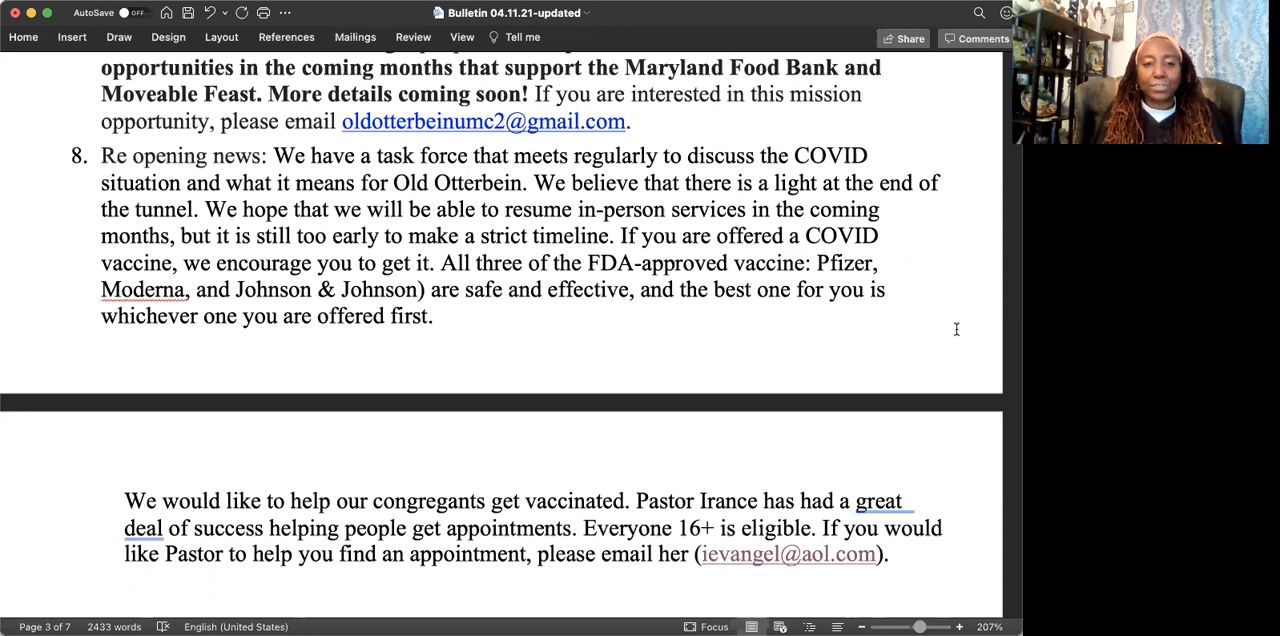 AutoSave OFF
Bulletin 04.11.21-updated
Home Insert Draw Design Layout References Mailings Review View Tell me Share Comments
opportunities in the coming months that support the Maryland Food Bank and
Moveable Feast. More details coming soon! If you are interested in this mission
opportunity, please email oldotterbeinumc2@gmail.com.
8. Re opening news: We have a task force that meets regularly to discuss the COVID
situation and what it means for Old Otterbein. We believe that there is a light at the end of
the tunnel. We hope that we will be able to resume in-person services in the coming
months, but it is still too early to make a strict timeline. If you are offered a COVID
vaccine, we encourage you to get it. All three of the FDA-approved vaccine: Pfizer,
Moderna, and Johnson & Johnson) are safe and effective, and the best one for you is
whichever one you are offered first.
We would like to help our congregants get vaccinated. Pastor Irance has had a great
deal of success helping people get appointments. Everyone 16+ is eligible. If you would
like Pastor to help you find an appointment, please email her (ievangel@aol.com).
Page 3 of 7 2433 words English (United States) Focus 207%